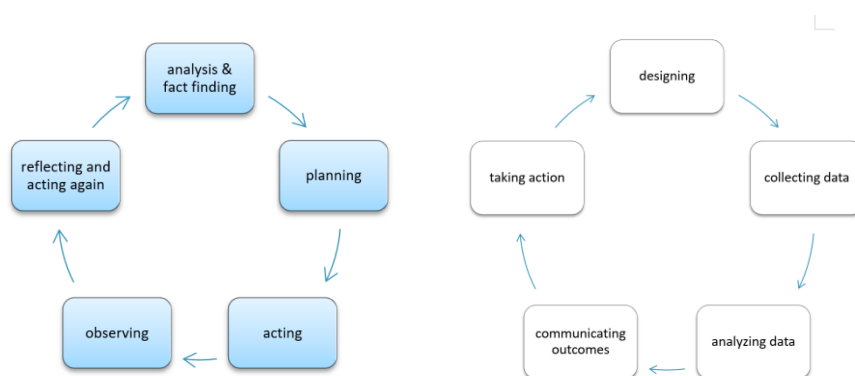 analysis &
fact finding
planning
acting
observing
reflecting and
acting again
designing
collecting data
analyzing data
communicating
outcomes
taking action